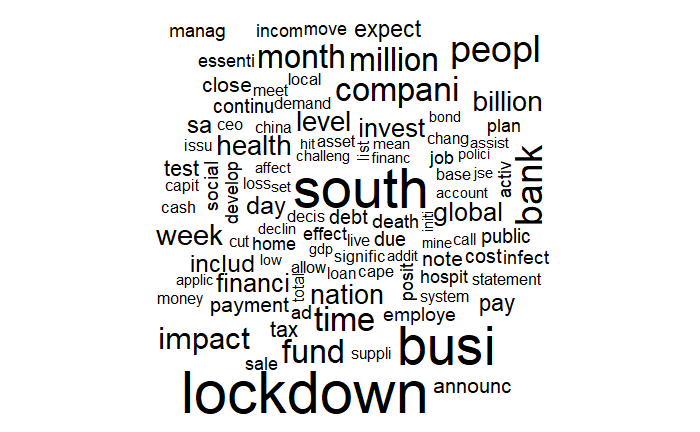 manag incom move expect
essenti month million peopl
close meet local compani
continu demand billion
sa ceo china level invest bond
chang assist plan
issu health hit asset list mean
challeng financ job polici
test social develop affect
capit loss set south base jse activ bank
cash day account
decis debt death initi global
week declin effect live due mine call public
cut home gdp signific addit note cost infect
includ low allow loan cape posit hospit statement
applic financi total nation system
money payment ad time employe pay
impact tax fund suppli busi
sale
lockdown announc